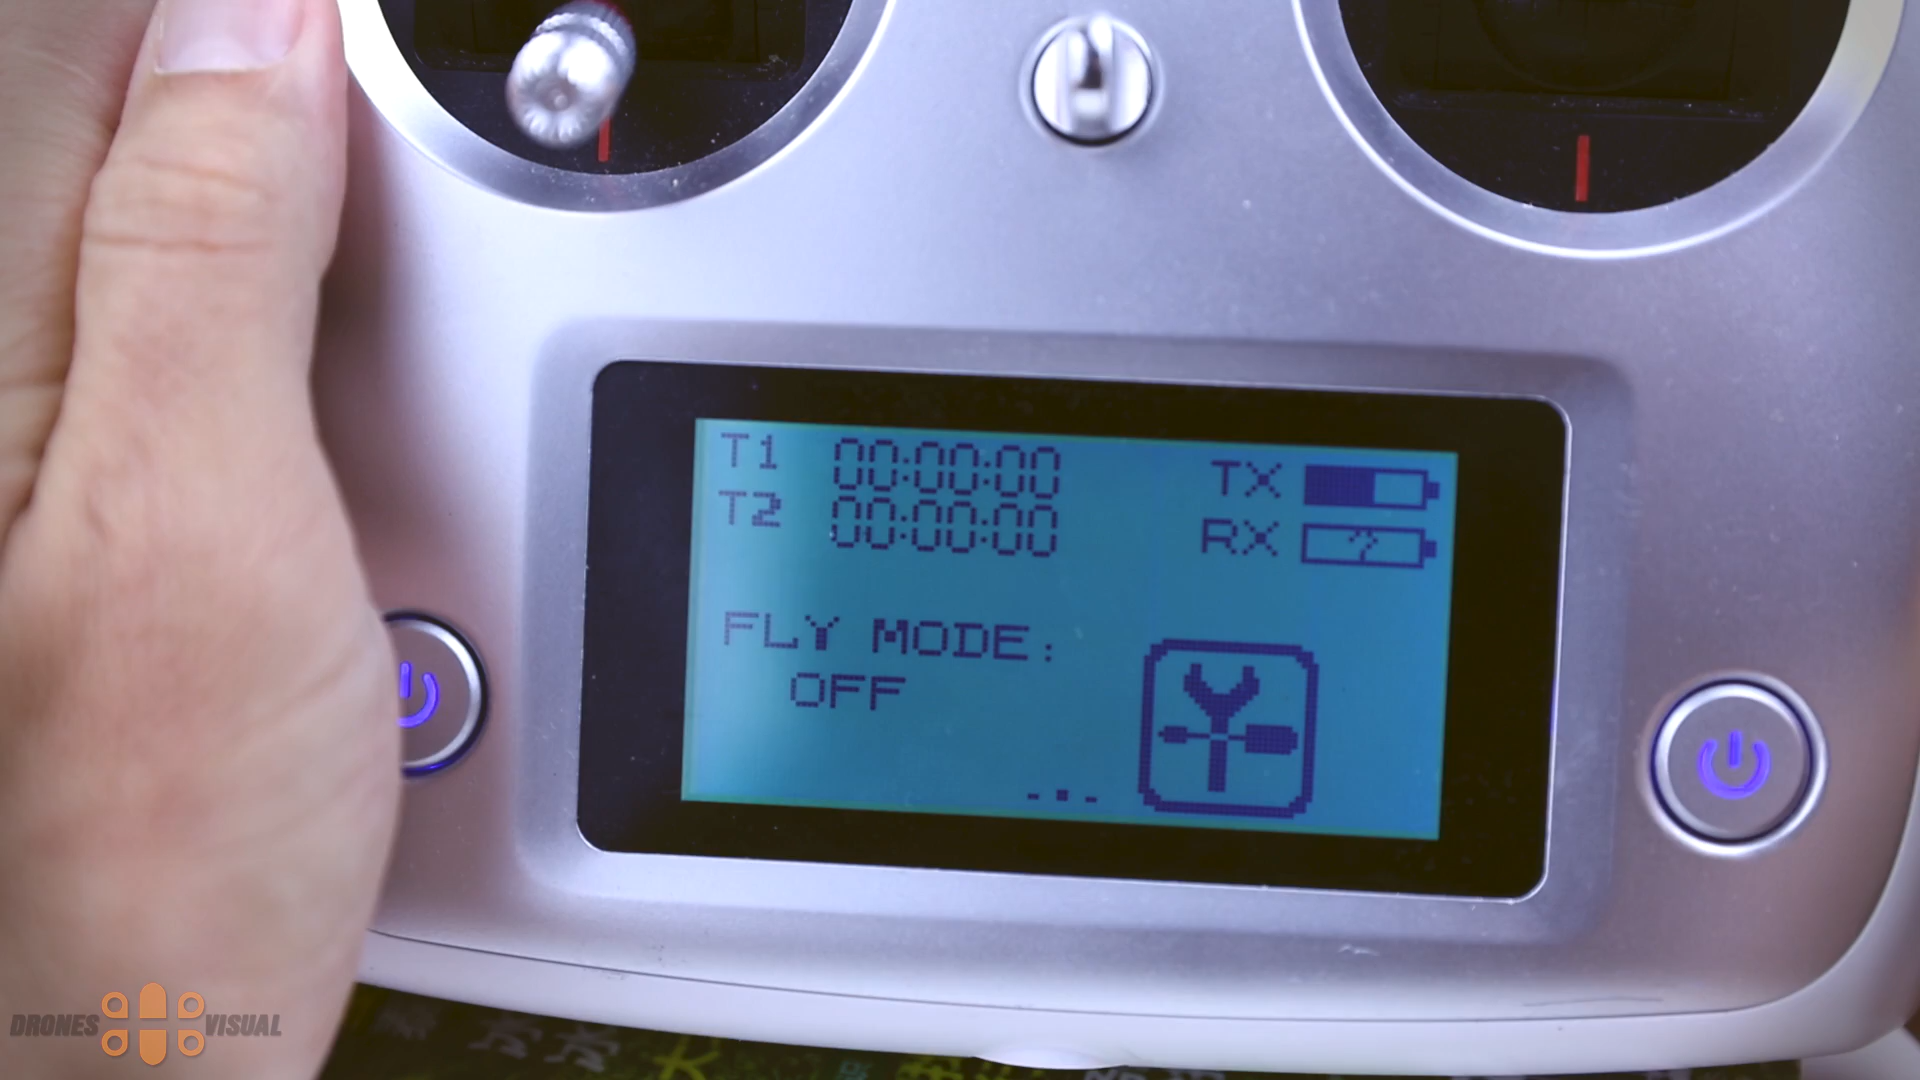 T1 00:00:00
T2 00:00:00
TX
RX ?
FLY MODE:
OFF
DRONES VISUAL